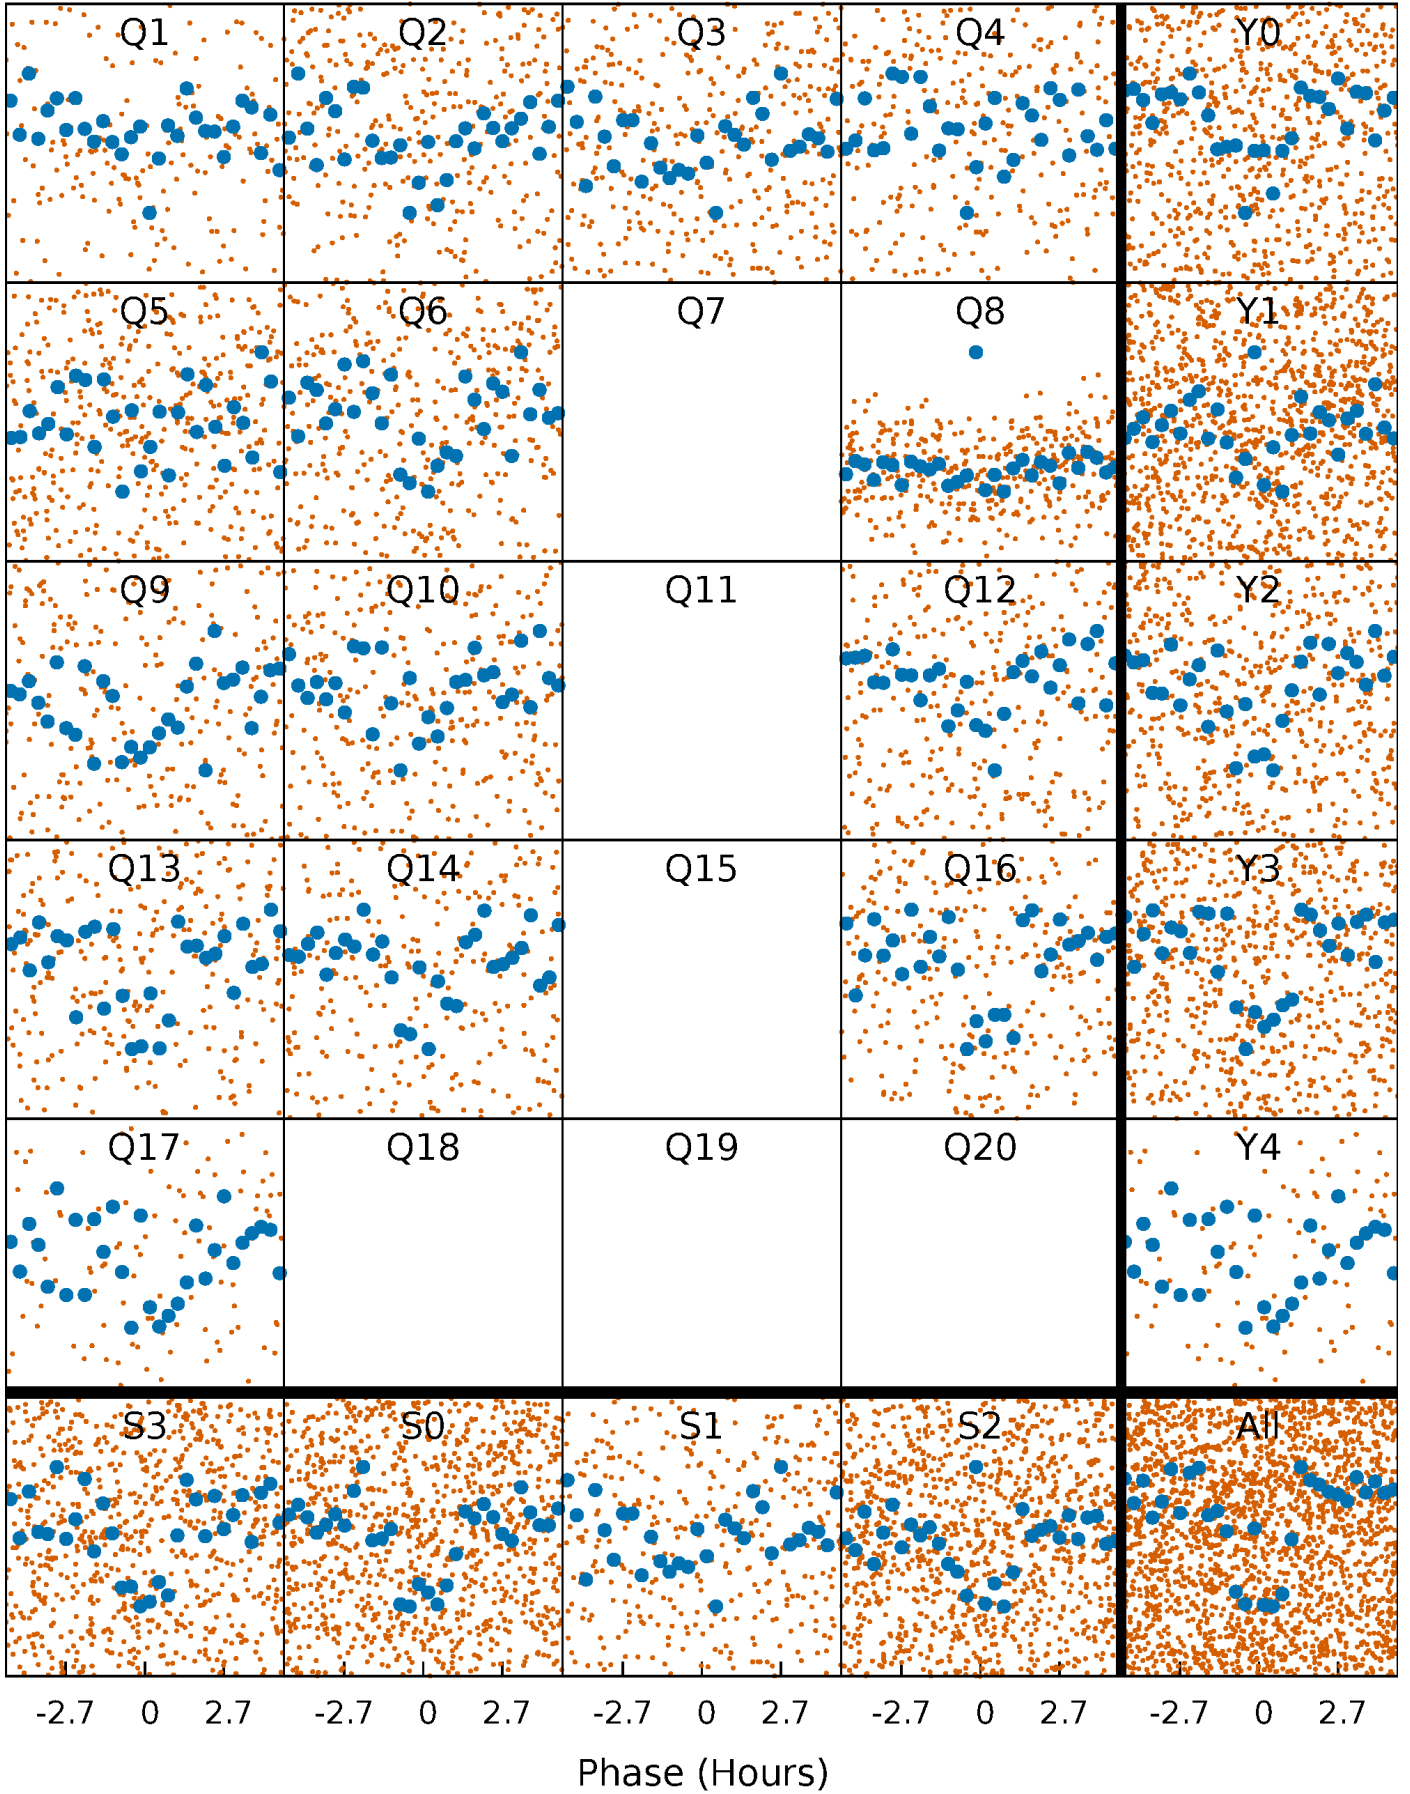 Q1 Q2 Q3 Q4 Y0
Q5 Q6 Q7 Q8 Y1
Q9 Q10 Q11 Q12 Y2
Q13 Q14 Q15 Q16 Y3
Q17 Q18 Q19 Q20 Y4
S3 S0 S1 S2 All
-2.7 0 2.7 -2.7 0 2.7 -2.7 0 2.7 -2.7 0 2.7 -2.7 0 2.7
Phase (Hours)